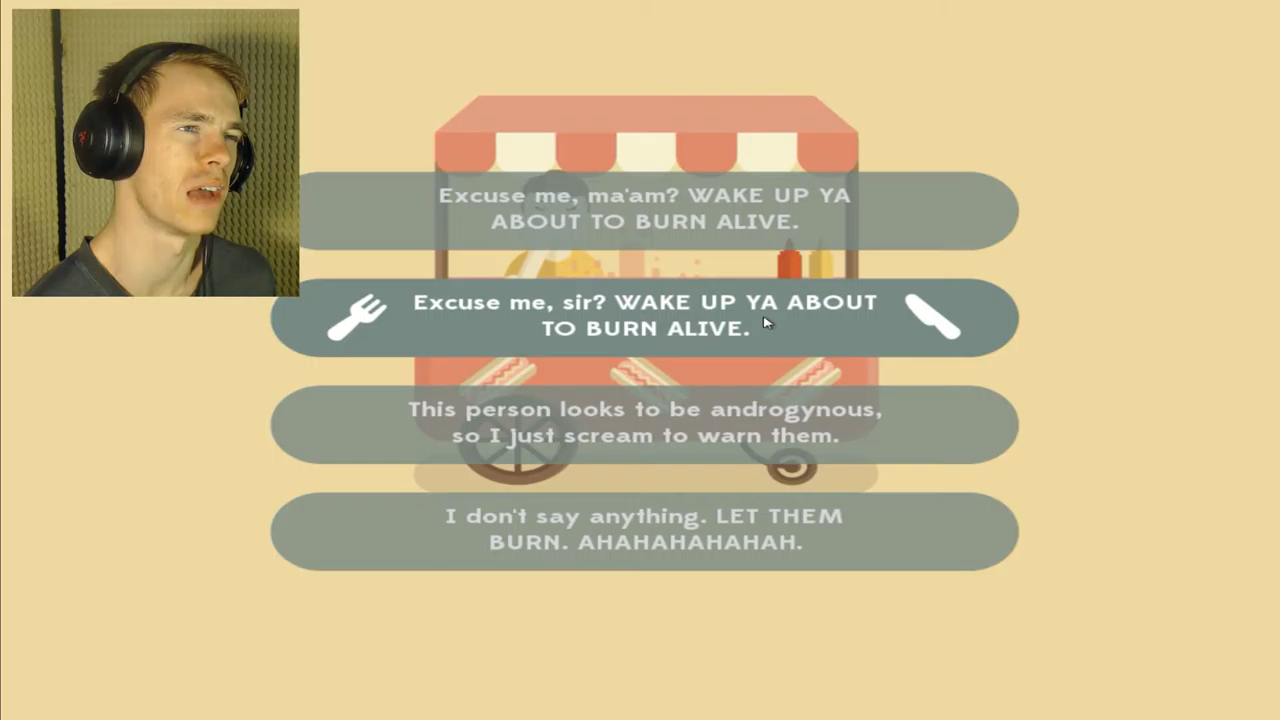 Excuse me, ma'am? WAKE UP YA
ABOUT TO BURN ALIVE.
Excuse me, sir? WAKE UP YA ABOUT
TO BURN ALIVE.
This person looks to be androgynous,
so I just scream to warn them.
I don't say anything. LET THEM
BURN. AHAHAHAHAHAH.